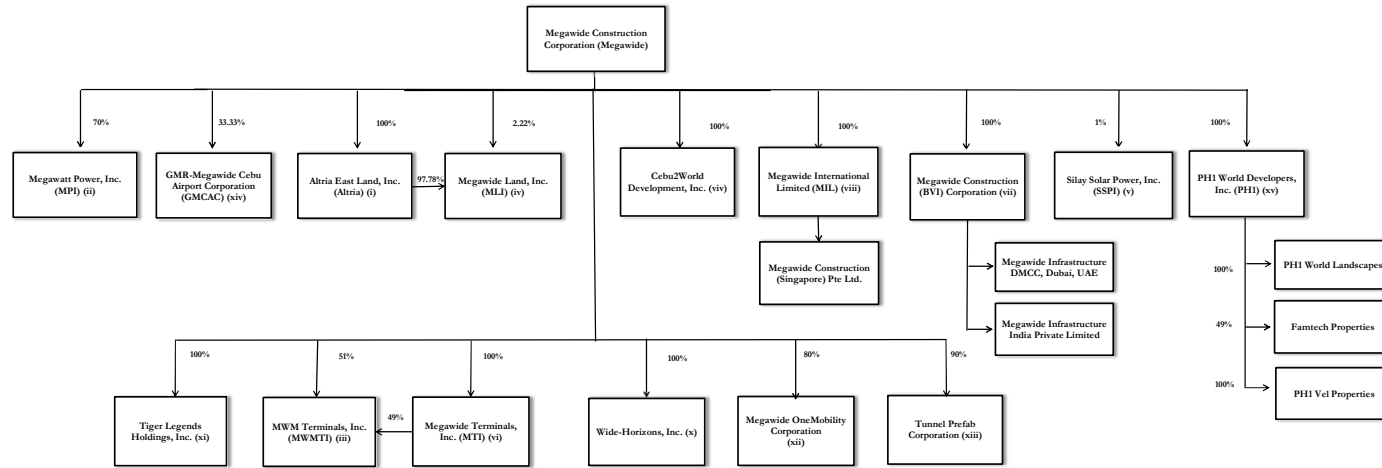 Megawide Construction
Corporation (Megawide)
70%
33.33%
100%
2.22%
100%
100%
100%
1%
100%
Megawatt Power, Inc.
(MPI) (ii)
GMR-Megawide Cebu
Airport Corporation
(GMCAC) (xiv)
Altria East Land, Inc.
(Altria) (i)
97.78%
Megawide Land, Inc.
(MLI) (iv)
Cebu2World
Development, Inc. (viv)
Megawide International
Limited (MIL) (viii)
Megawide Construction
(BVI) Corporation (vii)
Silay Solar Power, Inc.
(SSPI) (v)
PH1 World Developers,
Inc. (PH1) (xv)
Megawide Construction
(Singapore) Pte Ltd.
Megawide Infrastructure
DMCC, Dubai, UAE
Megawide Infrastructure
India Private Limited
100%
PH1 World Landscapes
49%
Famtech Properties
100%
PH1 Vel Properties
100%
51%
100%
100%
80%
90%
Tiger Legends
Holdings, Inc. (xi)
MWM Terminals, Inc.
(MWMTI) (iii)
49%
Megawide Terminals,
Inc. (MTI) (vi)
Wide-Horizons, Inc. (x)
Megawide OneMobility
Corporation
(xii)
Tunnel Prefab
Corporation (xiii)